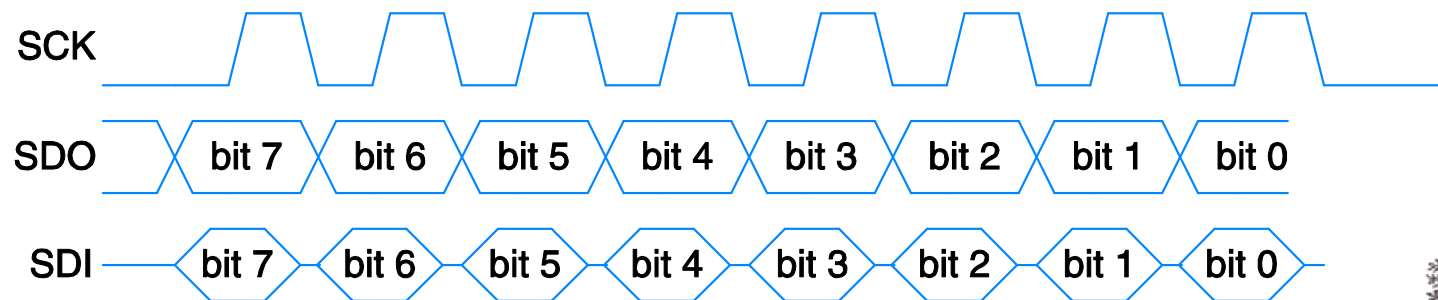 SCK
SDO bit 7 bit 6 bit 5 bit 4 bit 3 bit 2 bit 1 bit 0
SDI bit 7 bit 6 bit 5 bit 4 bit 3 bit 2 bit 1 bit 0